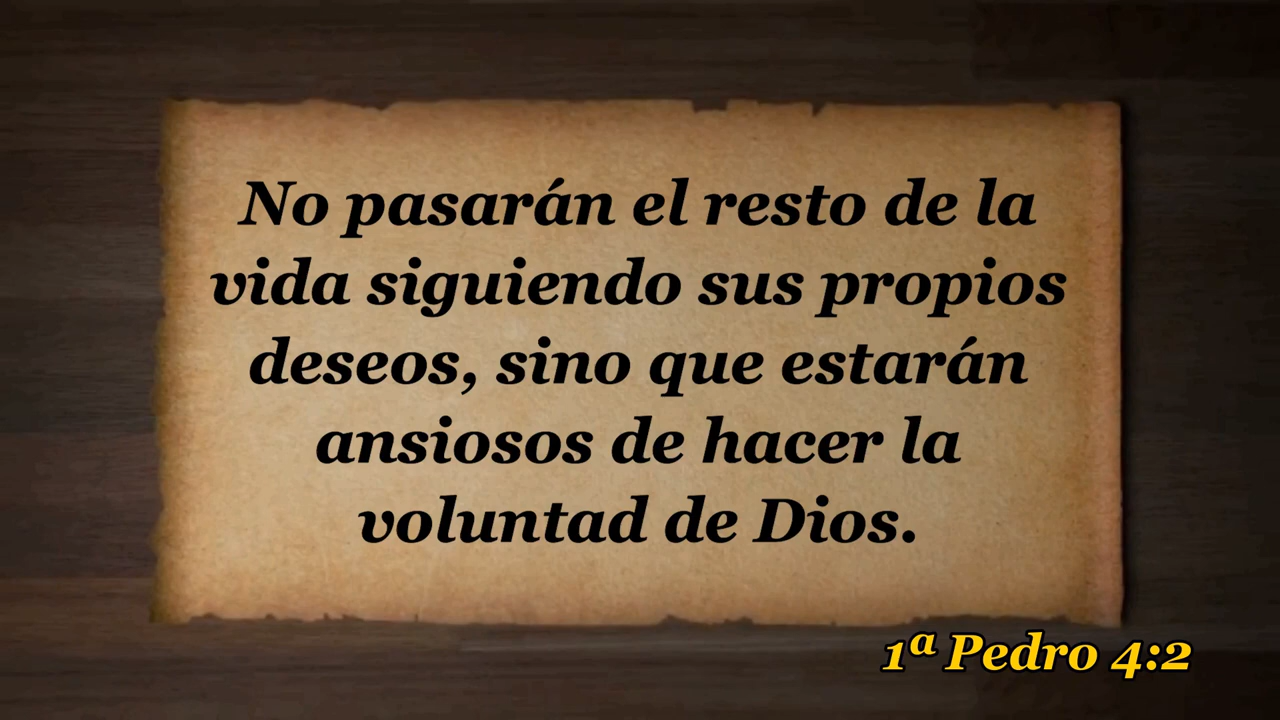 No pasarán el resto de la
vida siguiendo sus propios
deseos, sino que estarán
ansiosos de hacer la
voluntad de Dios.
1ª Pedro 4:2